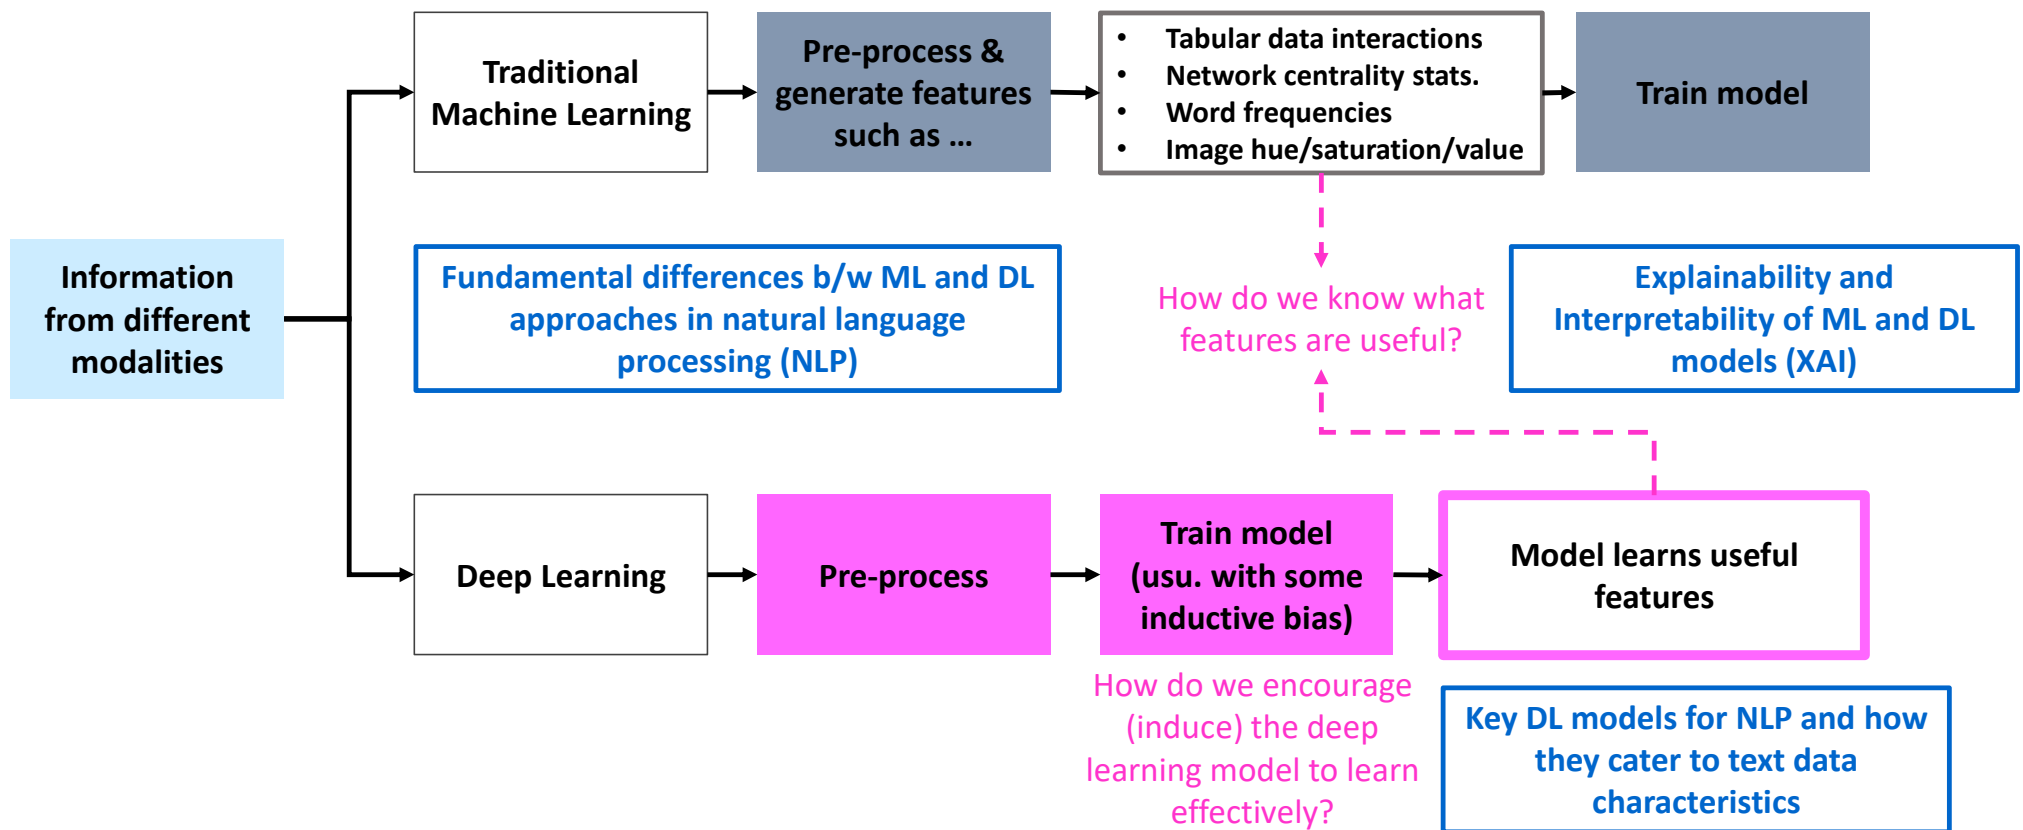 Traditional
Machine Learning
Pre-process &
generate features
such as ...
• Tabular data interactions
• Network centrality stats.
• Word frequencies
• Image hue/saturation/value
Train model
Information
from different
modalities
Fundamental differences b/w ML and DL
approaches in natural language
processing (NLP)
How do we know what
features are useful?
Explainability and
Interpretability of ML and DL
models (XAI)
Deep Learning
Pre-process
Train model
(usu. with some
inductive bias)
Model learns useful
features
How do we encourage
(induce) the deep
learning model to learn
effectively?
Key DL models for NLP and how
they cater to text data
characteristics